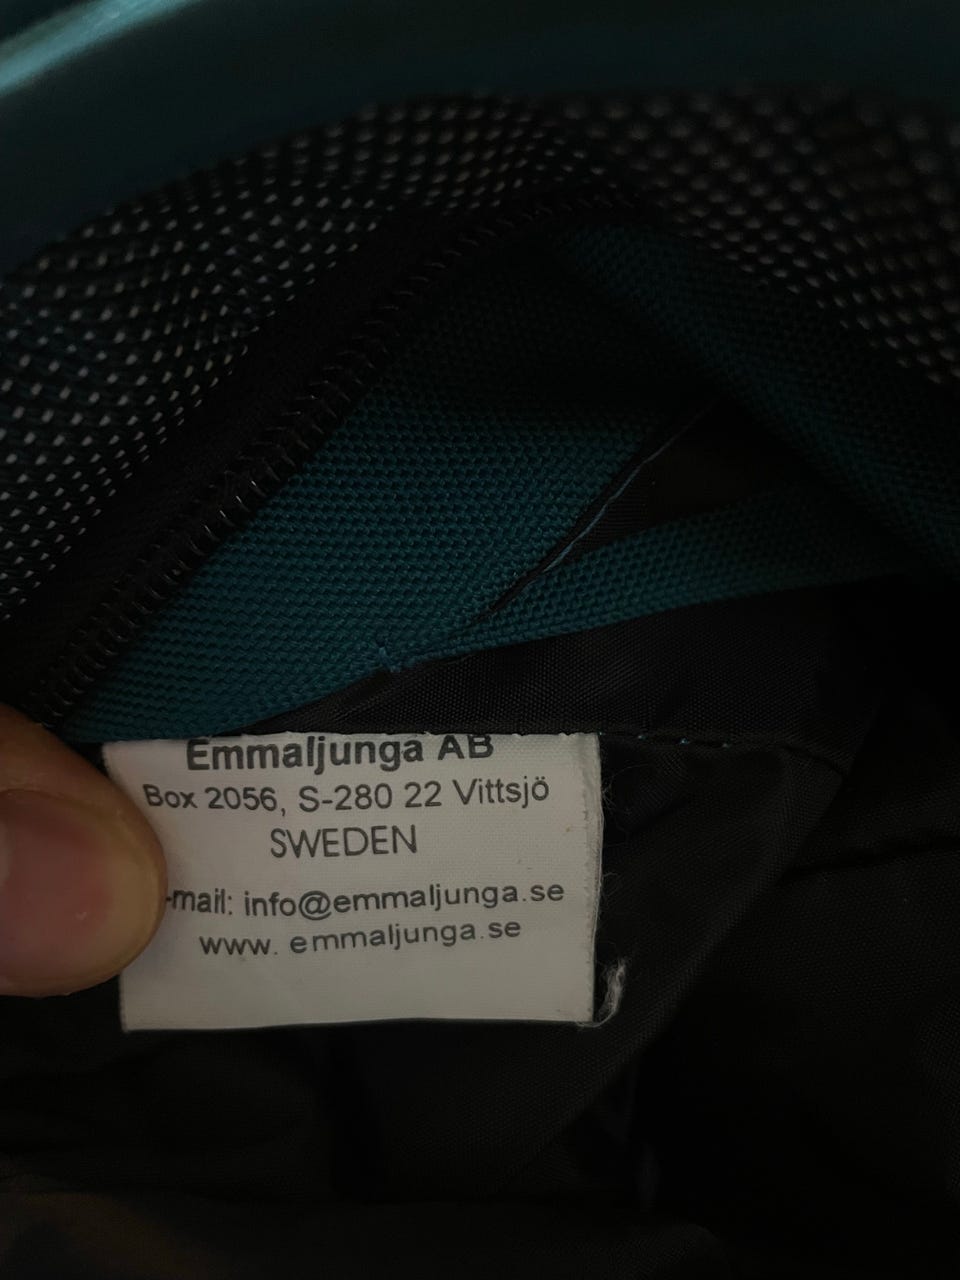 Emmaljunga AB
Box 2056, S-280 22 Vittsjö
SWEDEN
-mail: info@emmaljunga.se
www. emmaljunga.se